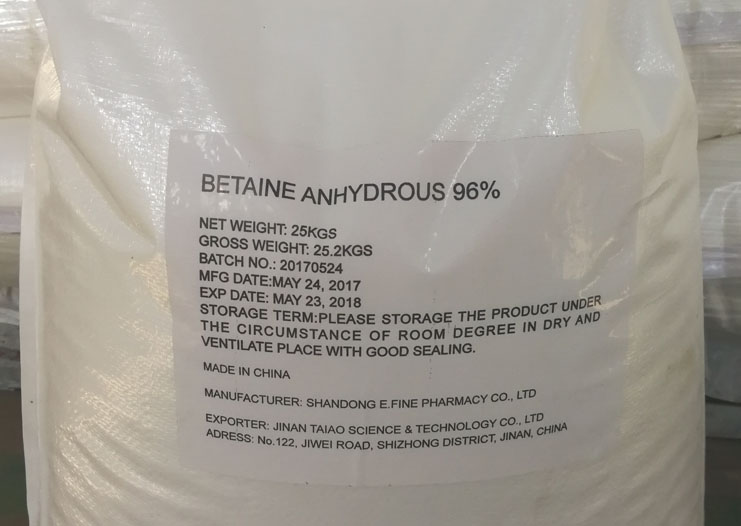 BETAINE ANHYDROUS 96%
NET WEIGHT: 25KGS
GROSS WEIGHT: 25.2KGS
BATCH NO.: 20170524
MFG DATE:MAY 24, 2017
EXP DATE: MAY 23, 2018
STORAGE TERM:PLEASE STORAGE THE PRODUCT UNDER
THE CIRCUMSTANCE OF ROOM DEGREE IN DRY AND
VENTILATE PLACE WITH GOOD SEALING.
MADE IN CHINA
MANUFACTURER: SHANDONG E.FINE PHARMACY CO., LTD
EXPORTER: JINAN TAIAO SCIENCE & TECHNOLOGY CO., LTD
ADRESS: No.122, JIWEI ROAD, SHIZHONG DISTRICT, JINAN, CHINA